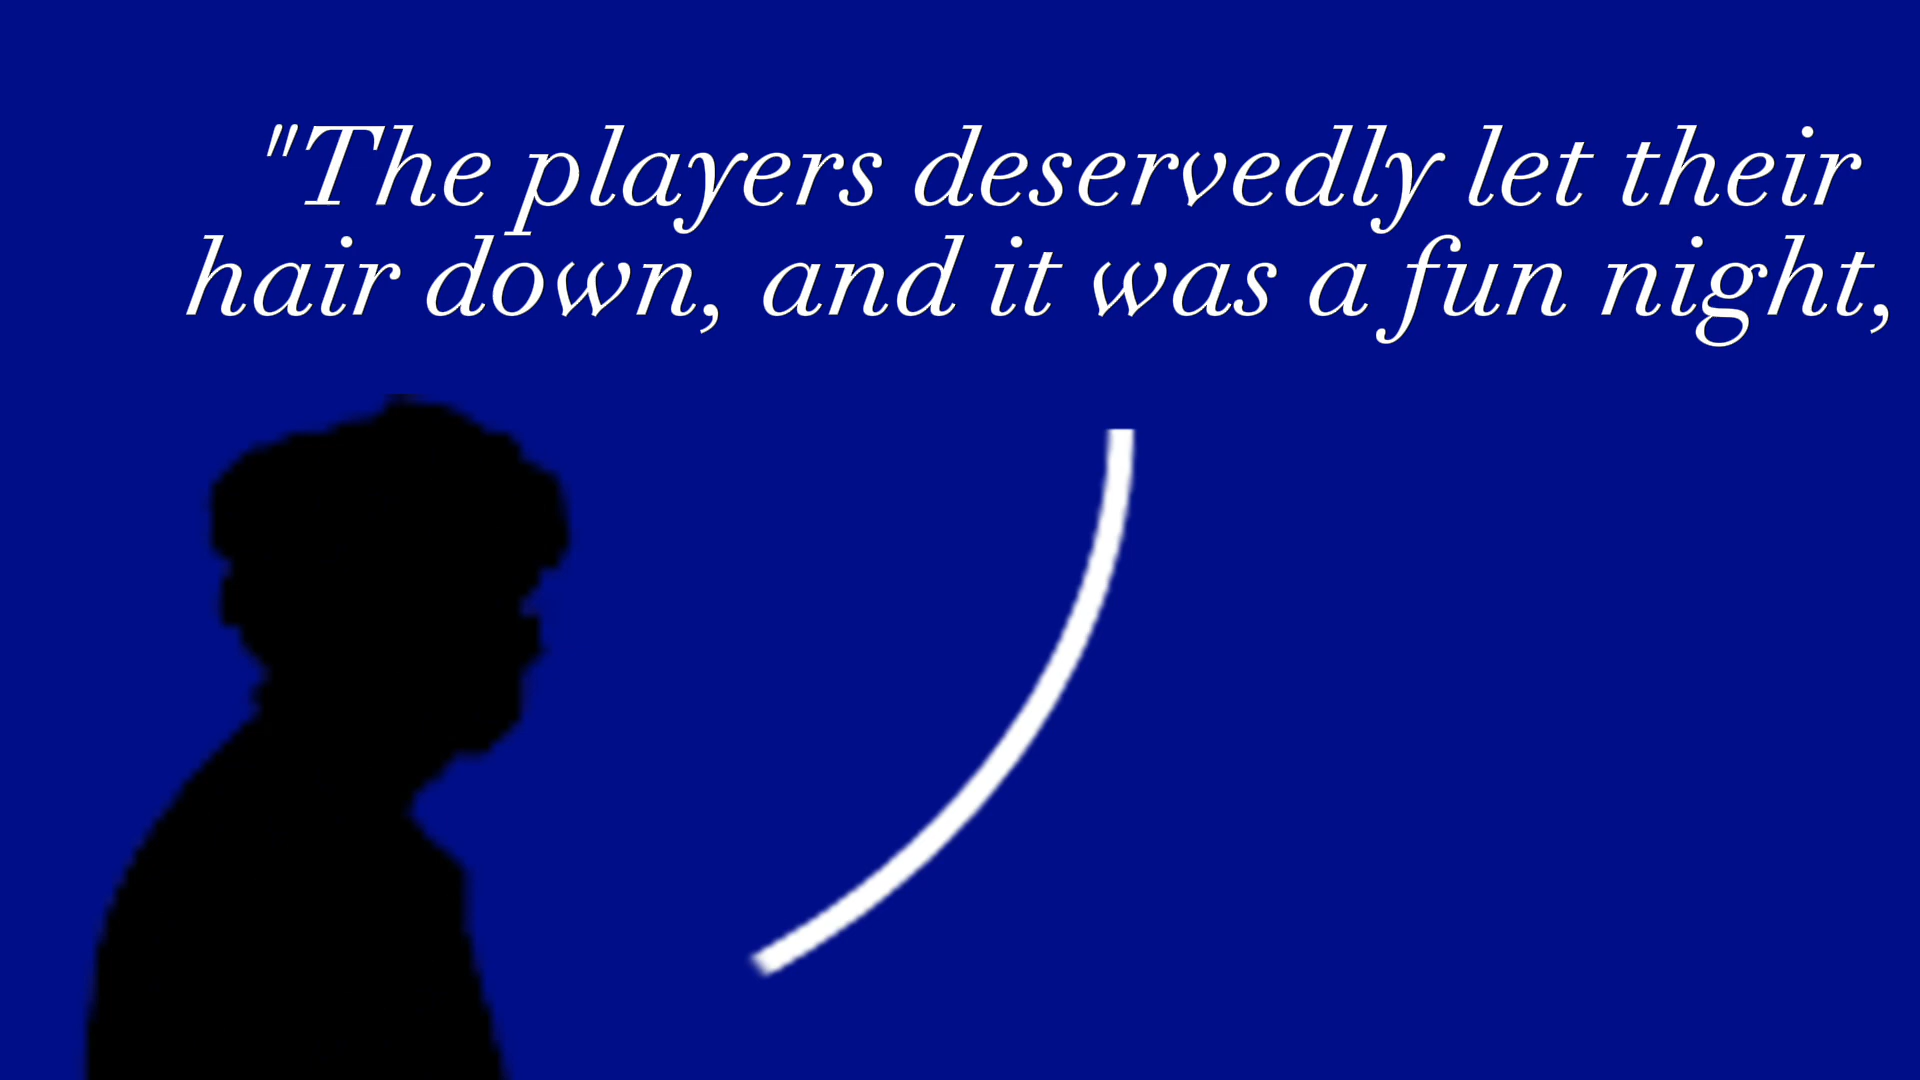 "The players deservedly let their
hair down, and it was a fun night,